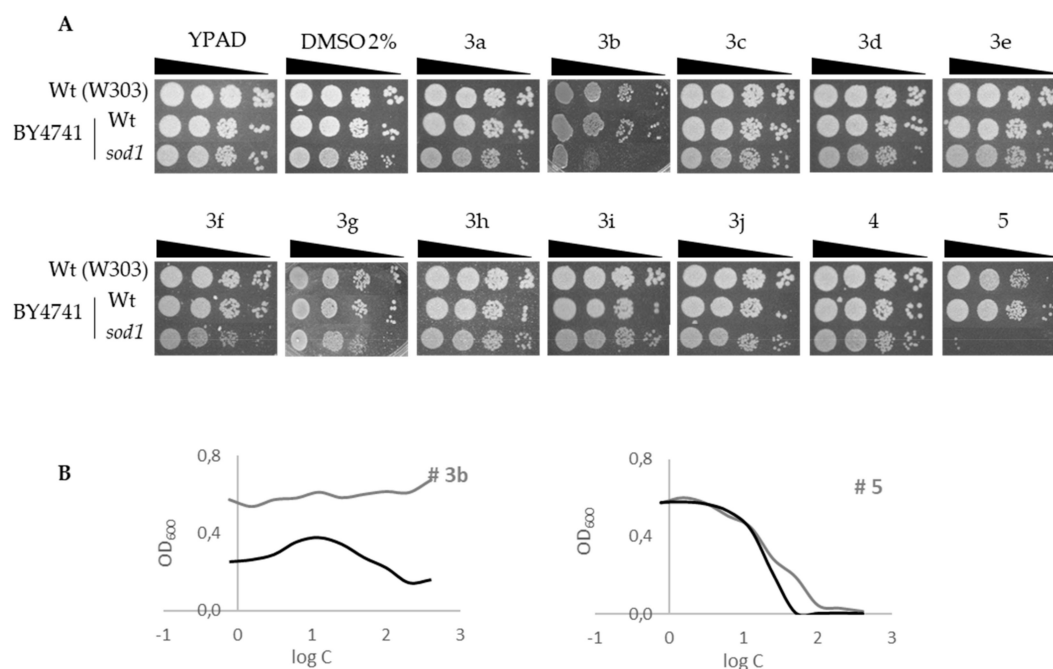 A
YPAD DMSO 2% 3a 3b 3c 3d 3e
Wt (W303)
BY4741 Wt
sod1
3f 3g 3h 3i 3j 4 5
Wt (W303)
BY4741 Wt
sod1
B
0,8
# 3b
OD600
0,4
0,0
-1 0 1 2 3
log C
0,8
# 5
OD600
0,4
0,0
-1 0 1 2 3
log C